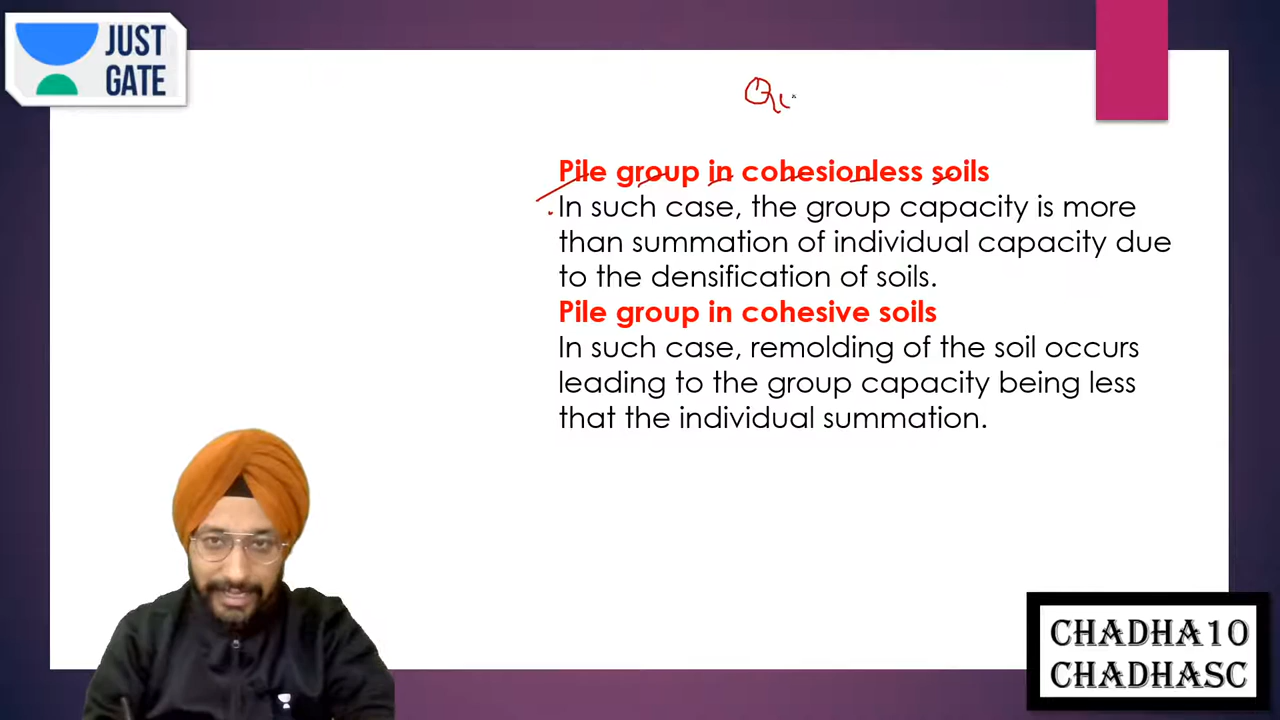 JUST
GATE
Pile group in cohesionless soils
In such case, the group capacity is more
than summation of individual capacity due
to the densification of soils.
Pile group in cohesive soils
In such case, remolding of the soil occurs
leading to the group capacity being less
that the individual summation.
CHADHA10
CHADHASC